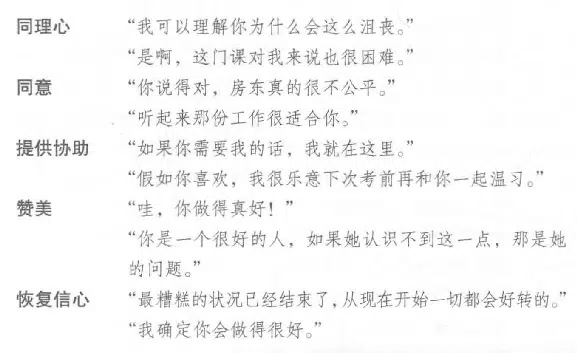 同理心 “我可以理解你为什么会这么沮丧。”
“是啊，这门课对我来说也很困难。”
同意 “你说得对，房东真的很不公平。”
“听起来那份工作很适合你。”
提供协助 “如果你需要我的话，我就在这里。”
“假如你喜欢，我很乐意下次考前再和你一起温习。”
赞美 “哇，你做得真好！”
“你是一个很好的人，如果她认识不到这一点，那是她
的问题。”
恢复信心 “最糟糕的状况已经结束了，从现在开始一切都会好转的。”
“我确定你会做得很好。”